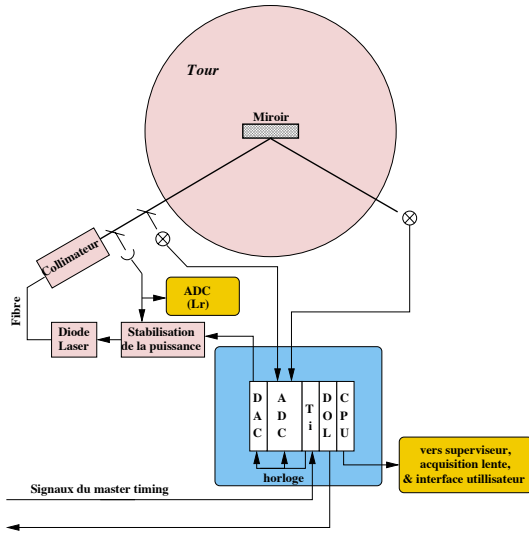 Tour
Miroir
Collimateur
Fibre
ADC
(Lr)
Diode
Laser
Stabilisation
de la puissance
D A C
A D C
T i
D O L
C P U
horloge
vers superviseur,
acquisition lente,
& interface utillisateur
Signaux du master timing